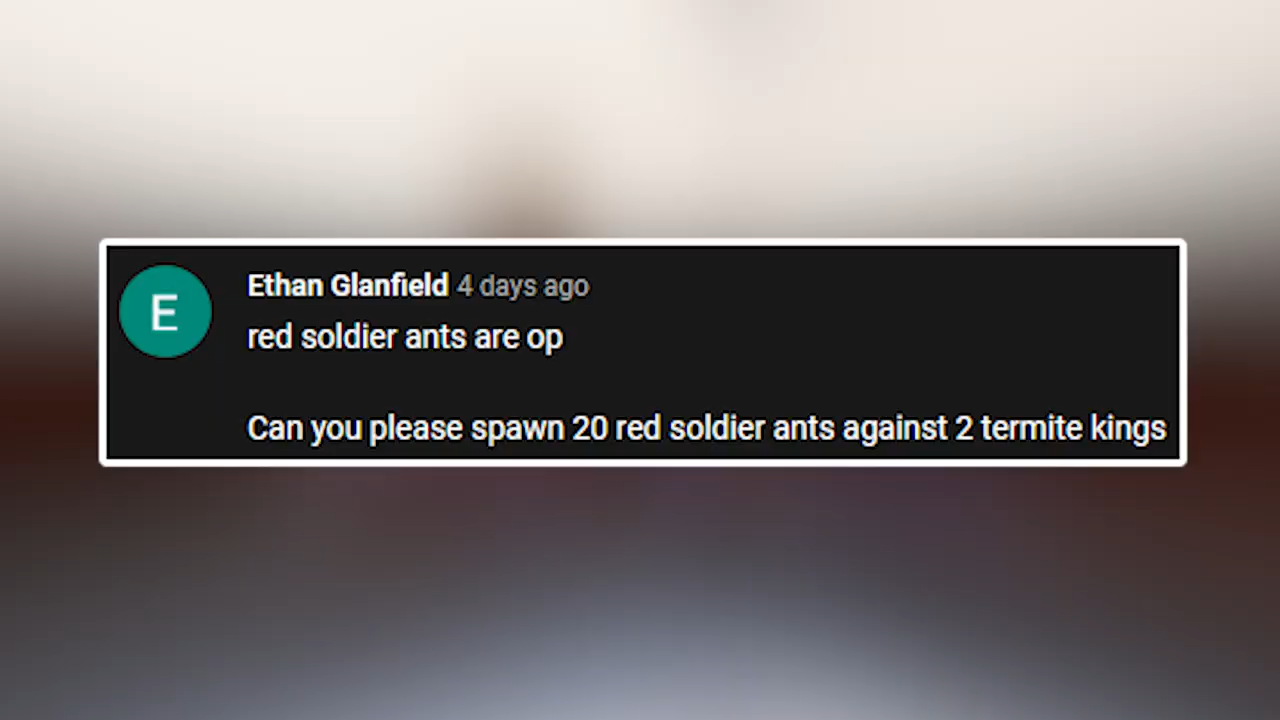 E
Ethan Glanfield 4 days ago
red soldier ants are op
Can you please spawn 20 red soldier ants against 2 termite kings